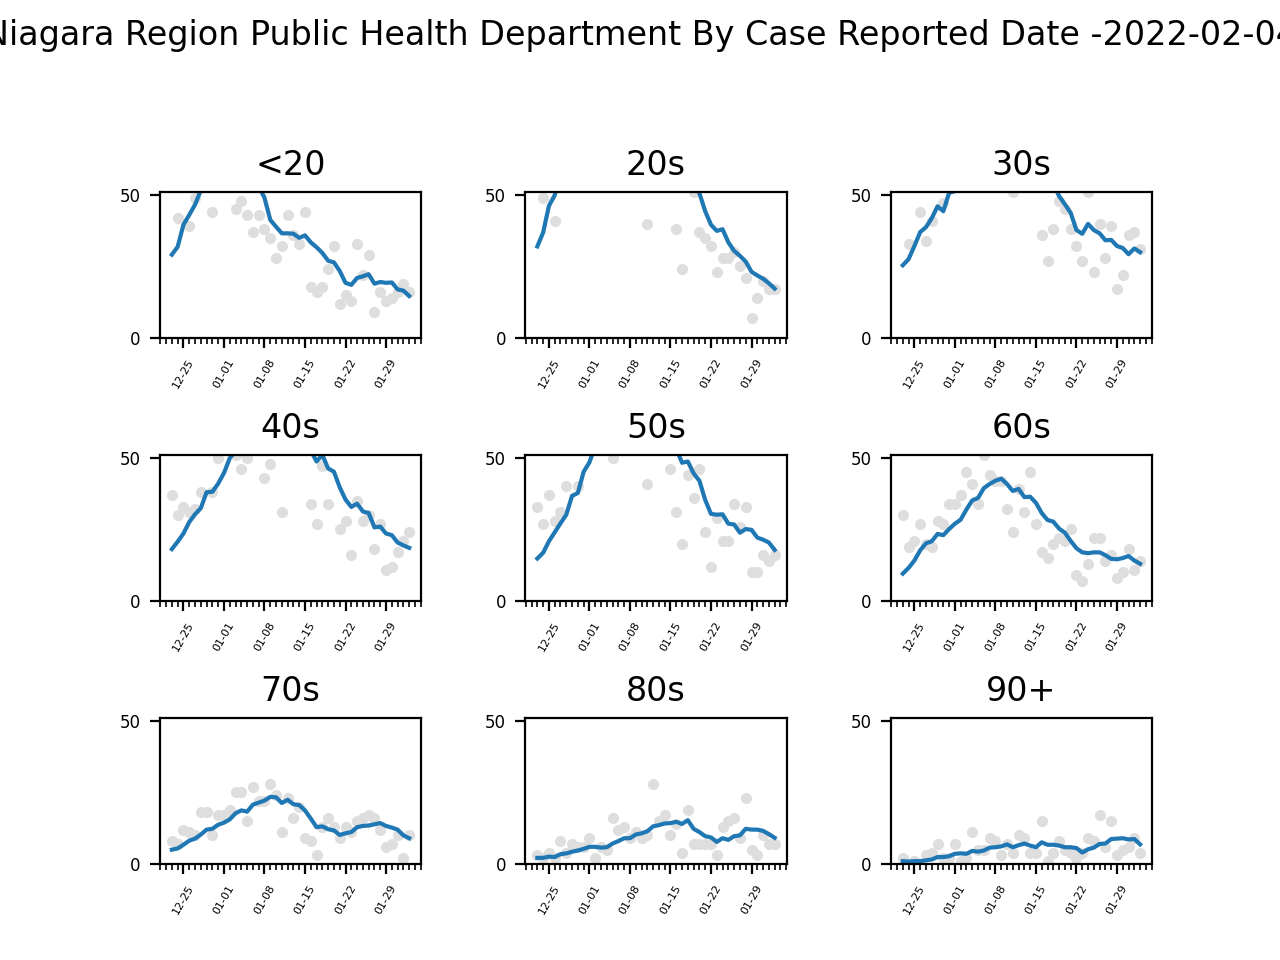 Niagara Region Public Health Department By Case Reported Date -2022-02-04
<20 20s 30s
50 50 50
0 0 0
12-25 01-01 01-08 01-15 01-22 01-29 12-25 01-01 01-08 01-15 01-22 01-29 12-25 01-01 01-08 01-15 01-22 01-29
40s 50s 60s
50 50 50
0 0 0
12-25 01-01 01-08 01-15 01-22 01-29 12-25 01-01 01-08 01-15 01-22 01-29 12-25 01-01 01-08 01-15 01-22 01-29
70s 80s 90+
50 50 50
0 0 0
12-25 01-01 01-08 01-15 01-22 01-29 12-25 01-01 01-08 01-15 01-22 01-29 12-25 01-01 01-08 01-15 01-22 01-29